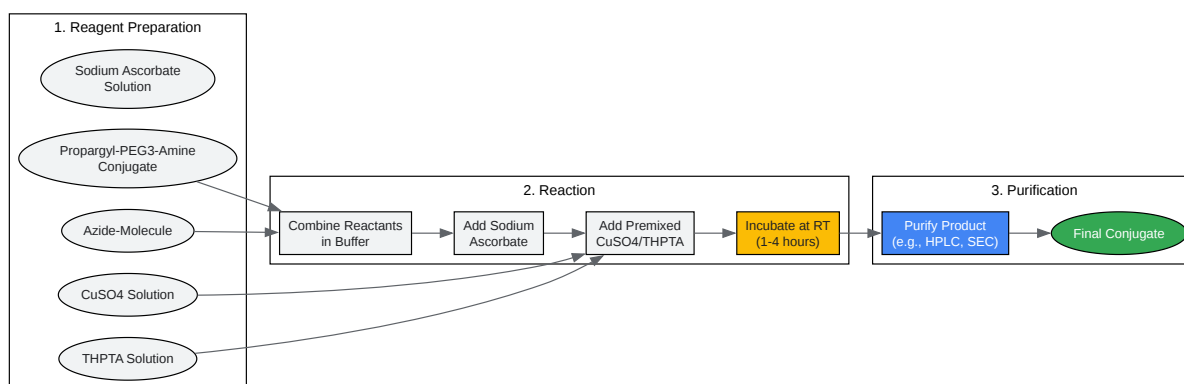 1. Reagent Preparation
Sodium Ascorbate
Solution
Propargyl-PEG3-Amine
Conjugate
Azide-Molecule
CuSO4 Solution
THPTA Solution
2. Reaction
Combine Reactants
in Buffer
Add Sodium
Ascorbate
Add Premixed
CuSO4/THPTA
Incubate at RT
(1-4 hours)
3. Purification
Purify Product
(e.g., HPLC, SEC)
Final Conjugate